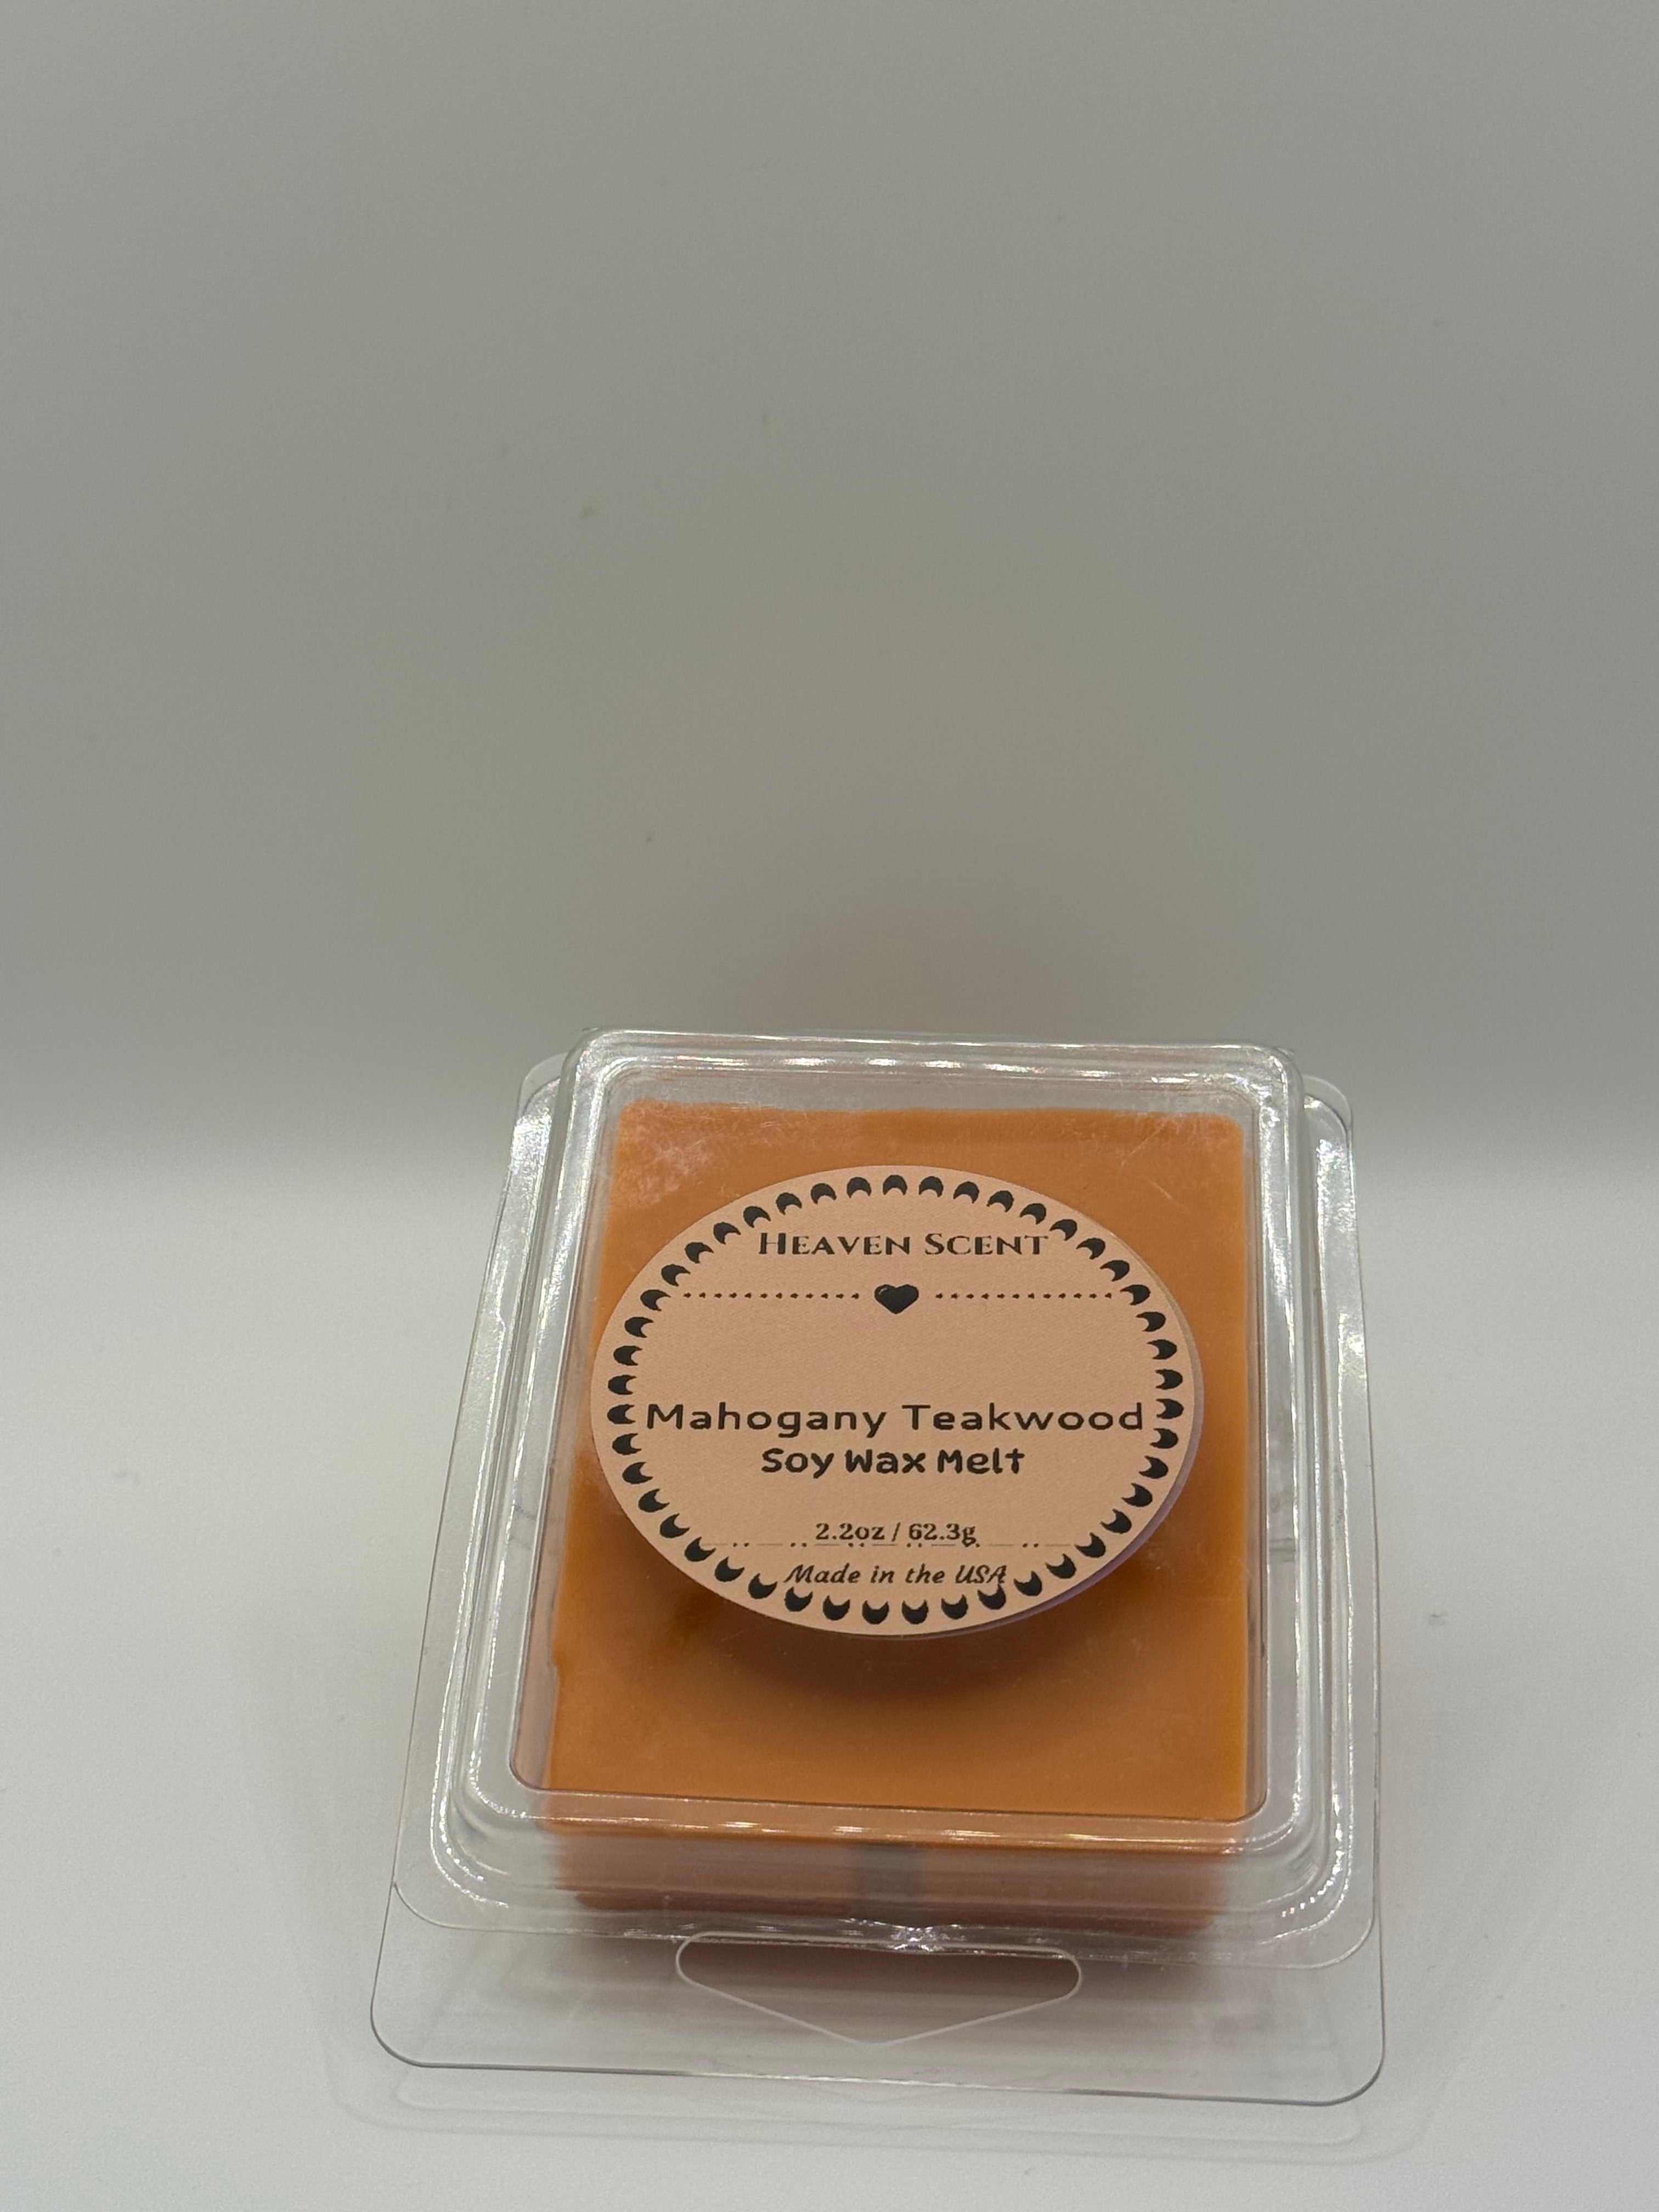 HEAVEN SCENT
Mahogany Teakwood
Soy Wax Melt
2.2oz / 62.3g
Made in the USA